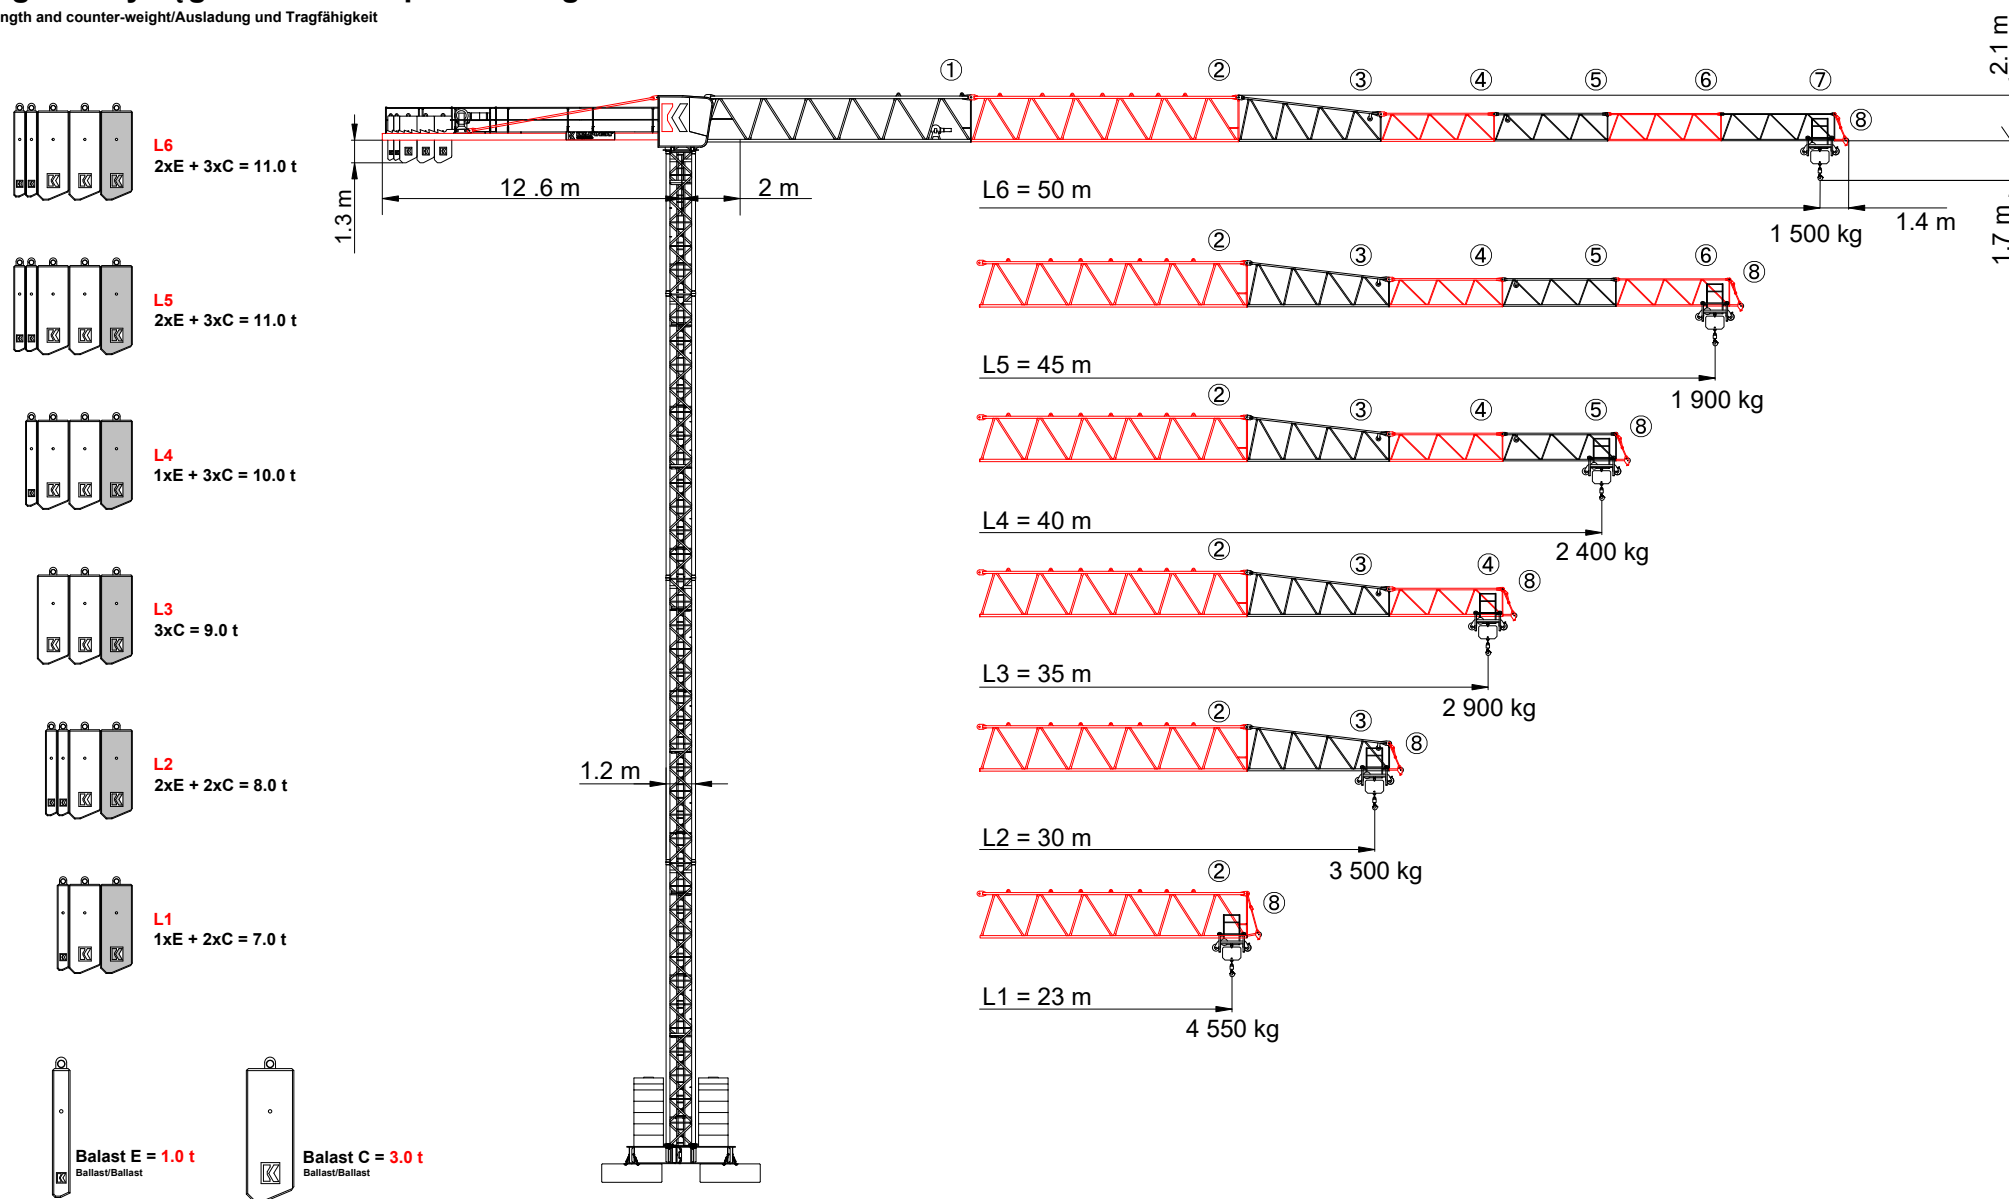 ngth and counter-weight/Ausladung und Tragfähigkeit
① ② ③ ④ ⑤ ⑥ ⑦ ⑧
2.1 m
L6
2xE + 3xC = 11.0 t
1.3 m
12 .6 m
2 m
L6 = 50 m
1 500 kg
1.4 m
1.7 m
② ③ ④ ⑤ ⑥ ⑧
L5
2xE + 3xC = 11.0 t
L5 = 45 m
1 900 kg
② ③ ④ ⑤ ⑧
L4
1xE + 3xC = 10.0 t
L4 = 40 m
2 400 kg
② ③ ④ ⑧
L3
3xC = 9.0 t
L3 = 35 m
2 900 kg
② ③ ⑧
L2
2xE + 2xC = 8.0 t
1.2 m
L2 = 30 m
3 500 kg
② ⑧
L1
1xE + 2xC = 7.0 t
L1 = 23 m
4 550 kg
Balast E = 1.0 t
Ballast/Ballast
Balast C = 3.0 t
Ballast/Ballast